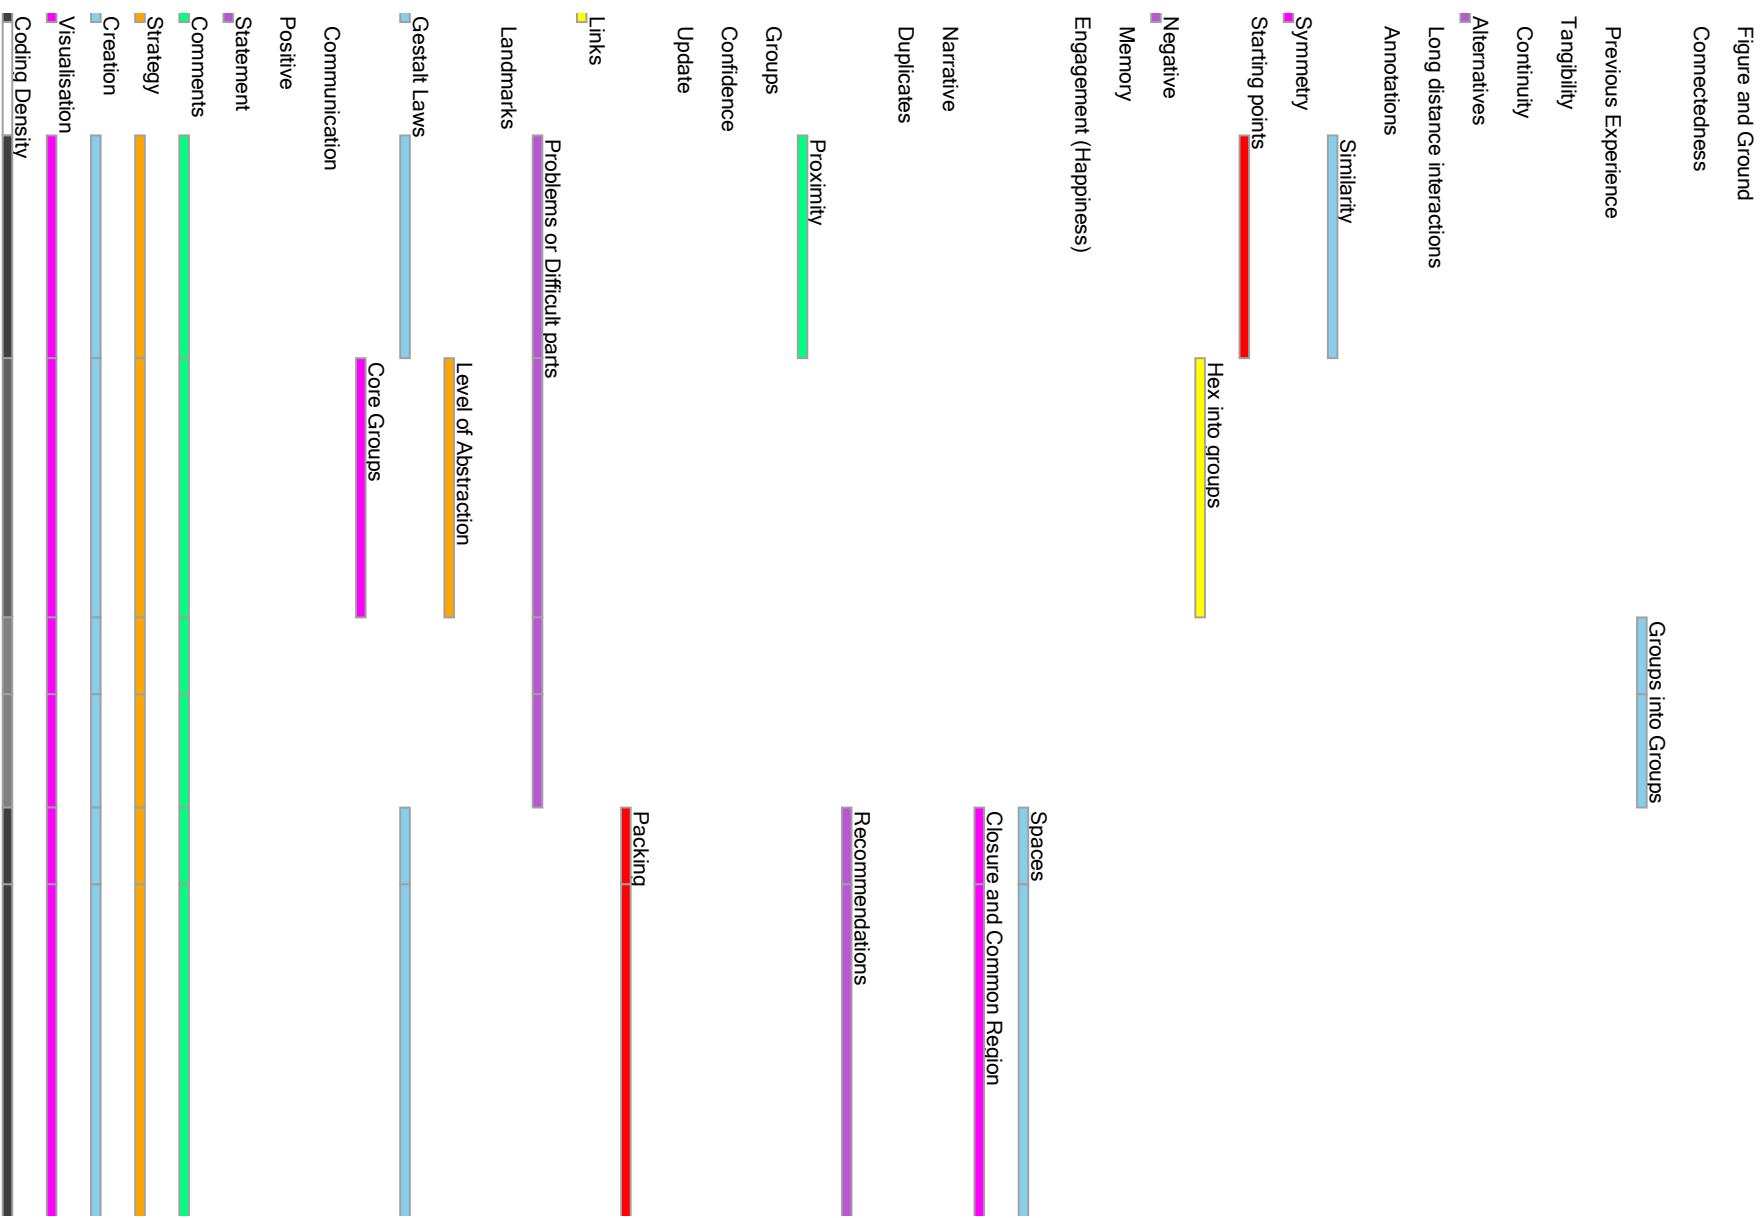 Coding Density
Visualisation
Creation
Strategy
Comments
Statement
Positive
Communication
Core Groups
Gestalt Laws
Level of Abstraction
Landmarks
Problems or Difficult parts
Links
Packing
Update
Confidence
Groups
Proximity
Recommendations
Duplicates
Narrative
Closure and Common Region
Spaces
Engagement (Happiness)
Memory
Negative
Hex into groups
Starting points
Symmetry
Similarity
Annotations
Long distance interactions
Alternatives
Continuity
Tangibility
Previous Experience
Groups into Groups
Connectedness
Figure and Ground